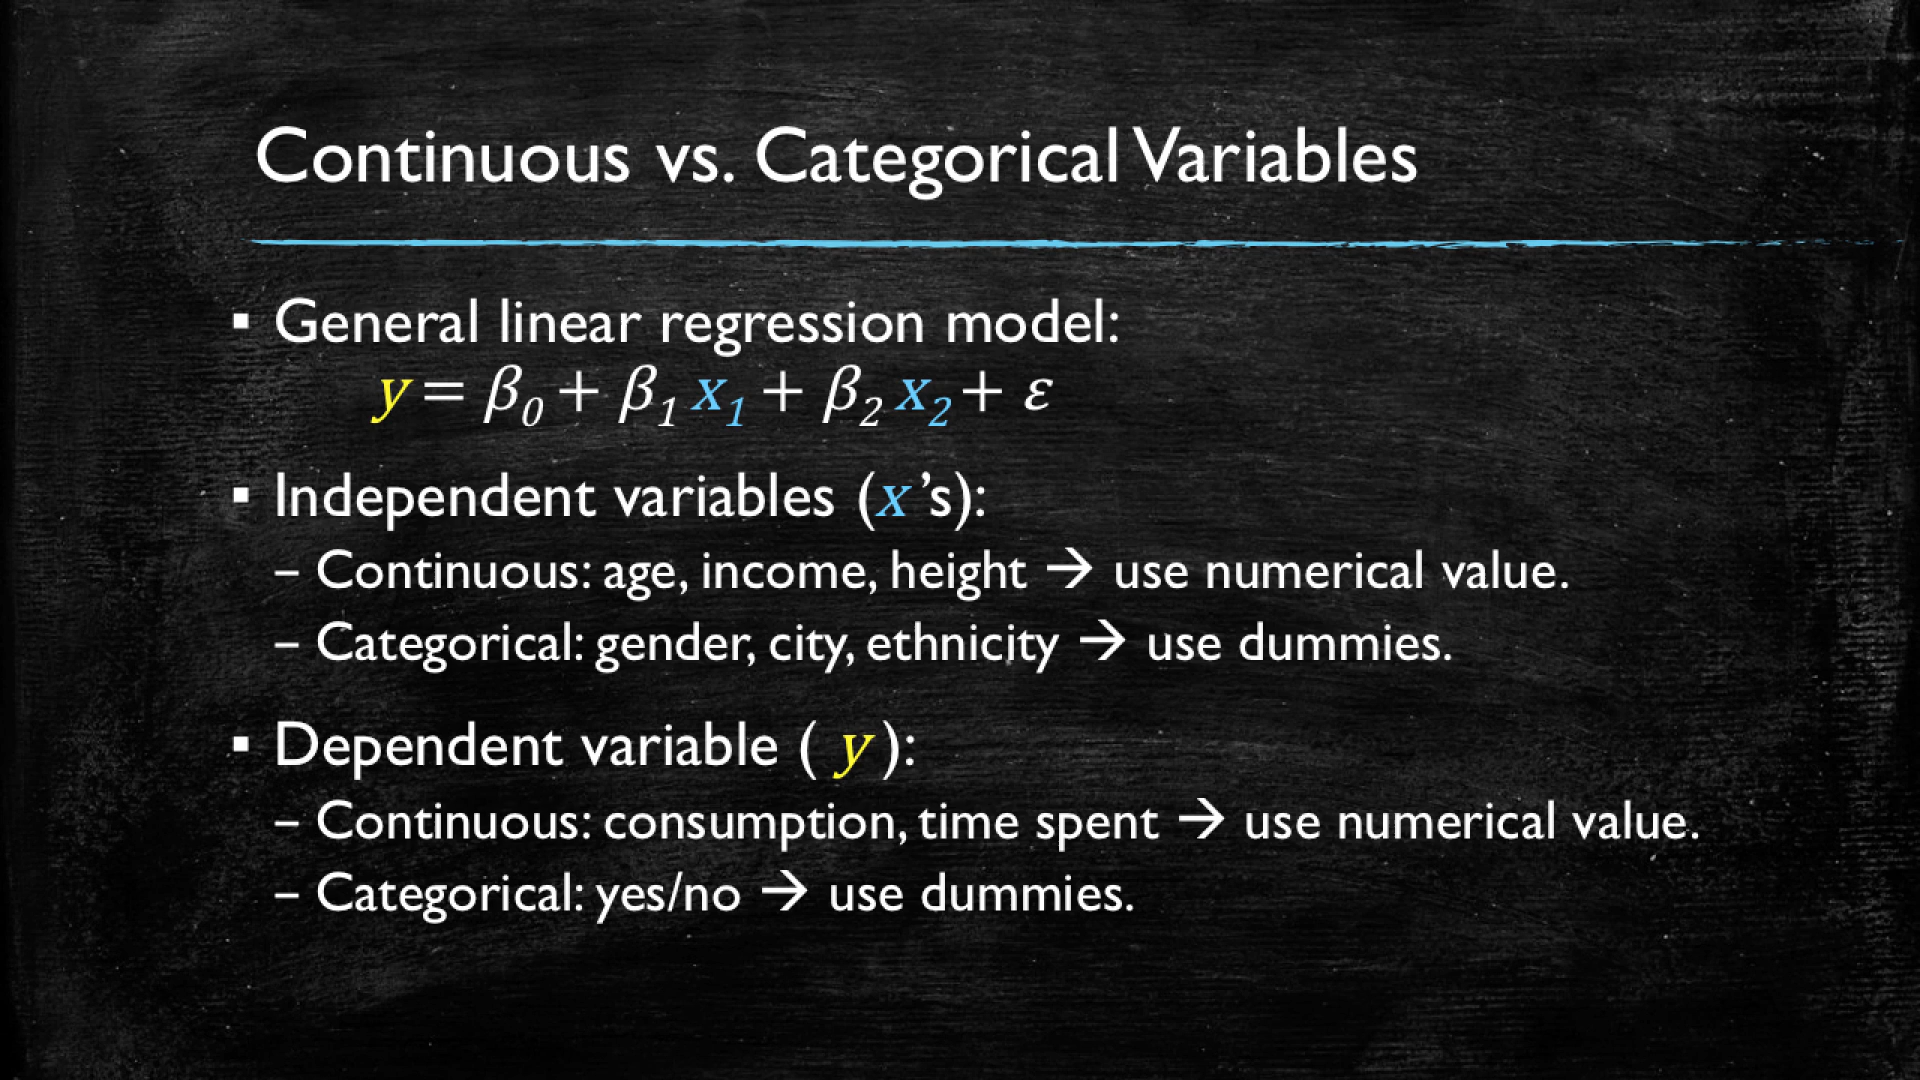 Continuous vs. Categorical Variables
▪ General linear regression model:
y = β₀ + β₁ x₁ + β₂ x₂ + ε
▪ Independent variables (x's):
– Continuous: age, income, height → use numerical value.
– Categorical: gender, city, ethnicity → use dummies.
▪ Dependent variable ( y ):
– Continuous: consumption, time spent → use numerical value.
– Categorical: yes/no → use dummies.